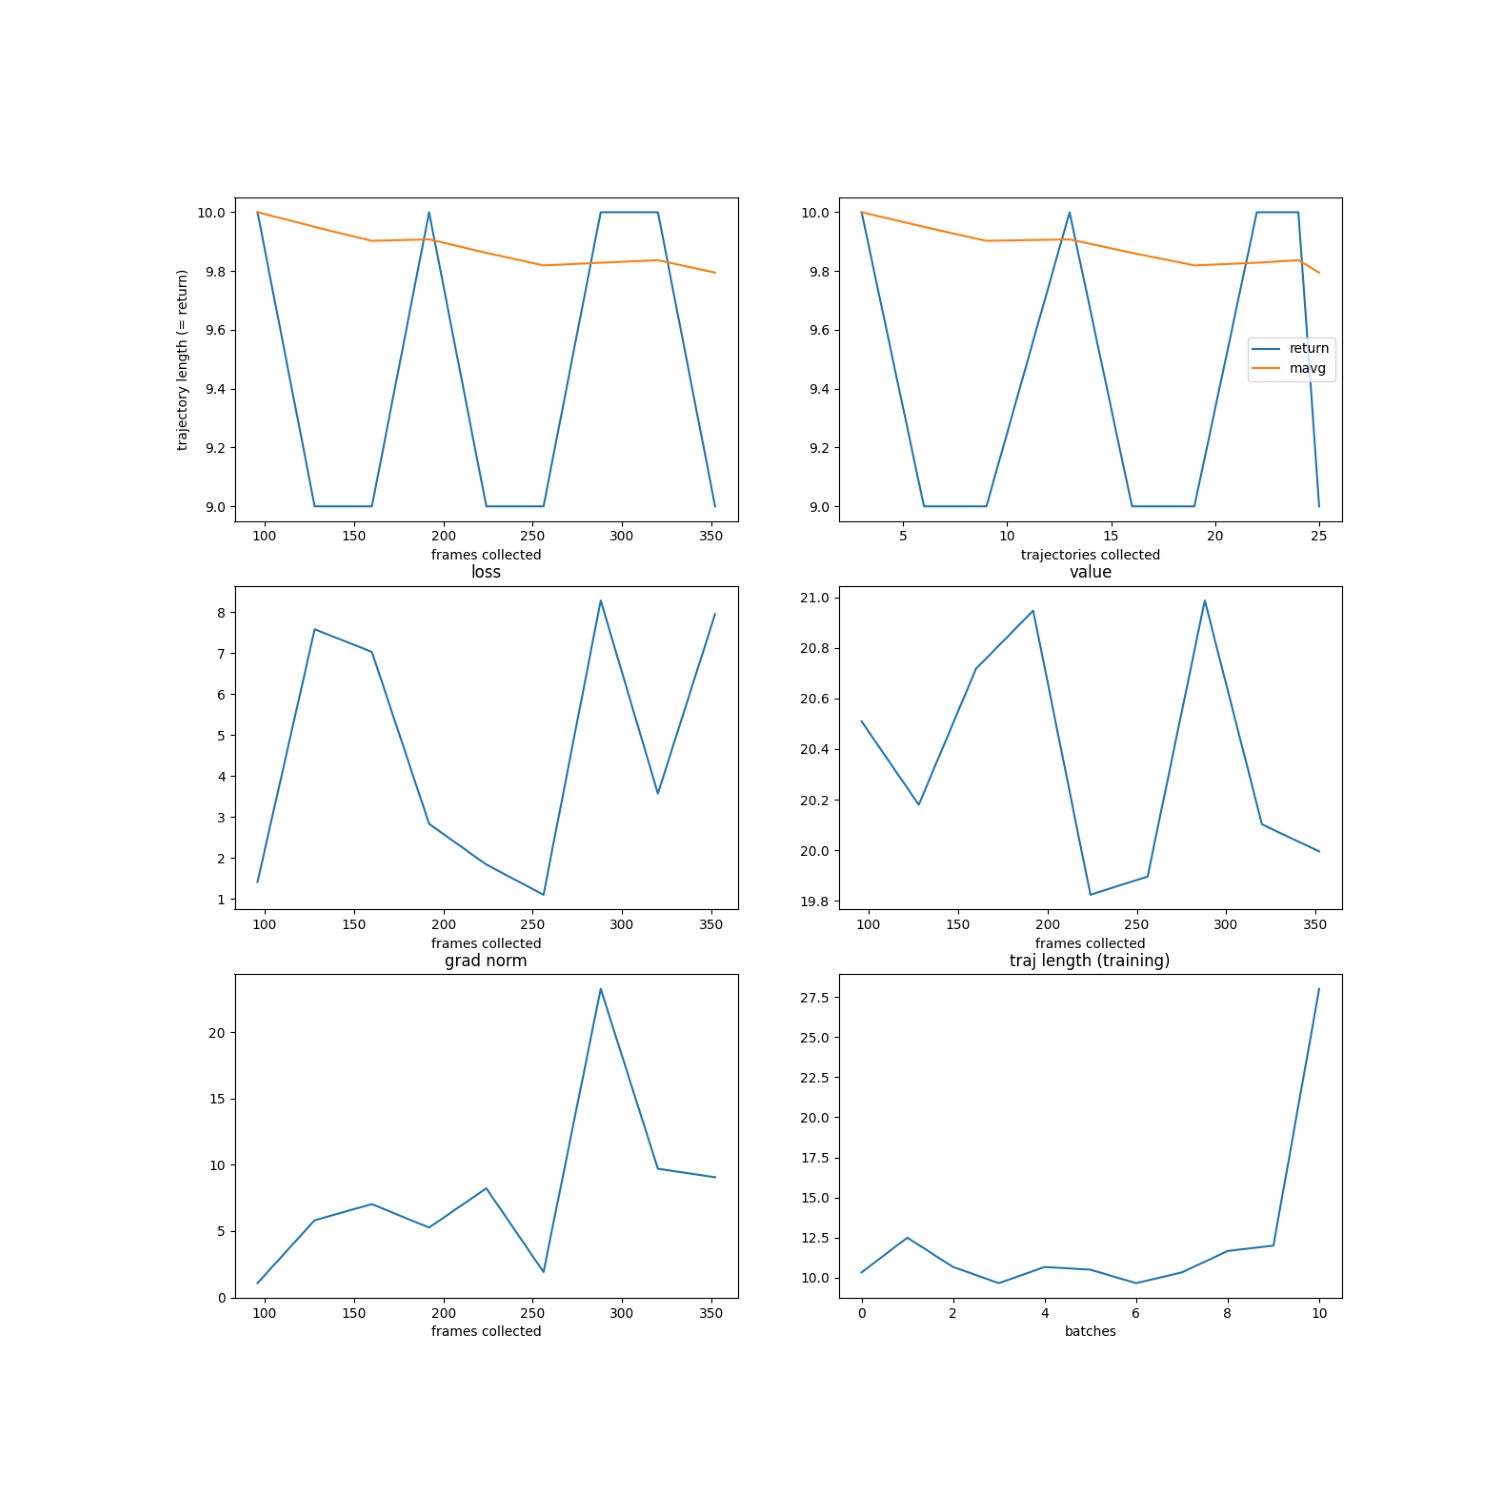 10.0
9.8
9.6
9.4
9.2
9.0
trajectory length (= return)
100 150 200 250 300 350
frames collected
10.0
9.8
9.6
9.4
9.2
9.0
return
mavg
5 10 15 20 25
trajectories collected
loss
8
7
6
5
4
3
2
1
100 150 200 250 300 350
frames collected
value
21.0
20.8
20.6
20.4
20.2
20.0
19.8
100 150 200 250 300 350
frames collected
grad norm
20
15
10
5
0
100 150 200 250 300 350
frames collected
traj length (training)
27.5
25.0
22.5
20.0
17.5
15.0
12.5
10.0
0 2 4 6 8 10
batches